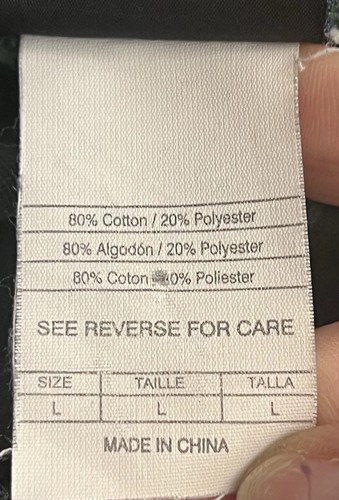 80% Cotton / 20% Polyester
80% Algodón / 20% Polyester
80% Coton 0% Poliester
SEE REVERSE FOR CARE
SIZE TAILLE TALLA
L L L
MADE IN CHINA